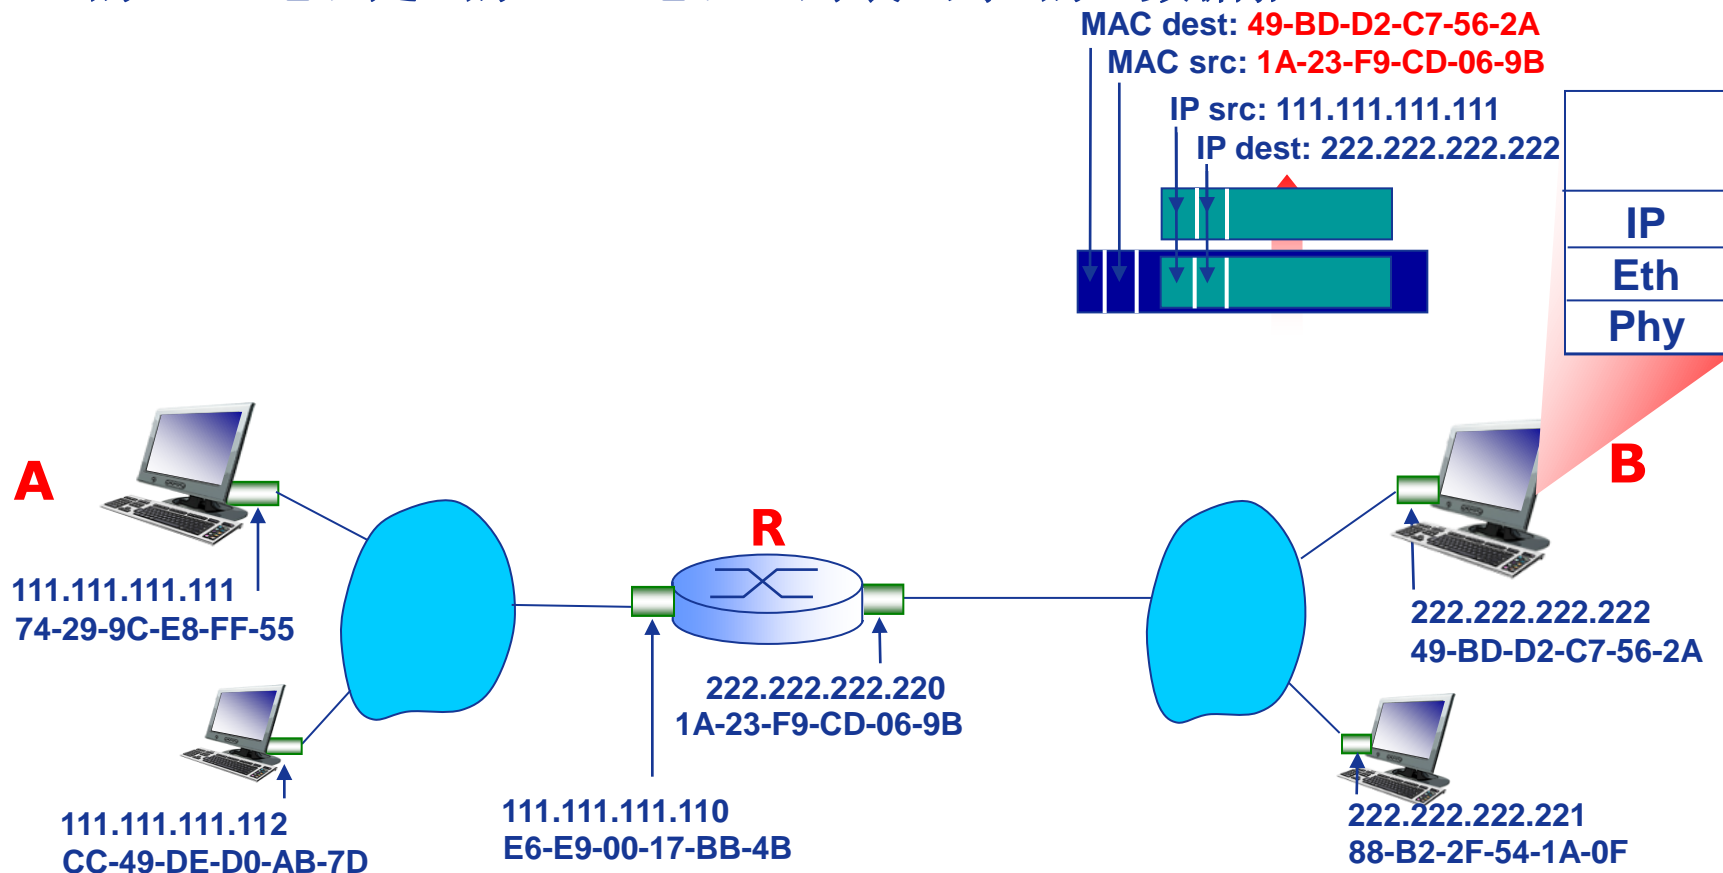 MAC dest: 49-BD-D2-C7-56-2A
MAC src: 1A-23-F9-CD-06-9B
IP src: 111.111.111.111
IP dest: 222.222.222.222
IP
Eth
Phy
A
R
B
111.111.111.111
74-29-9C-E8-FF-55
222.222.222.222
49-BD-D2-C7-56-2A
222.222.222.220
1A-23-F9-CD-06-9B
111.111.111.112
CC-49-DE-D0-AB-7D
111.111.111.110
E6-E9-00-17-BB-4B
222.222.222.221
88-B2-2F-54-1A-0F